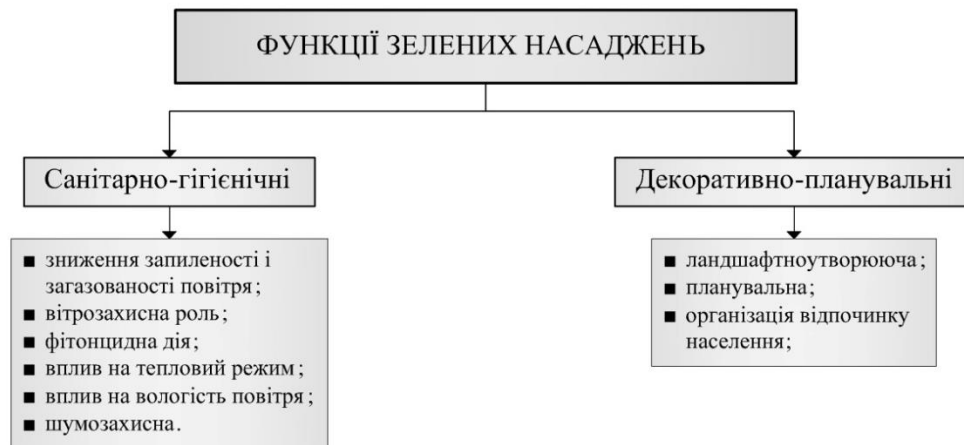 ФУНКЦІЇ ЗЕЛЕНИХ НАСАДЖЕНЬ
Санітарно-гігієнічні
■ зниження запиленості і
загазованості повітря;
■ вітрозахисна роль;
■ фітонцидна дія;
■ вплив на тепловий режим;
■ вплив на вологість повітря;
■ шумозахисна.
Декоративно-планувальні
■ ландшафтноутворююча;
■ планувальна;
■ організація відпочинку
населення;